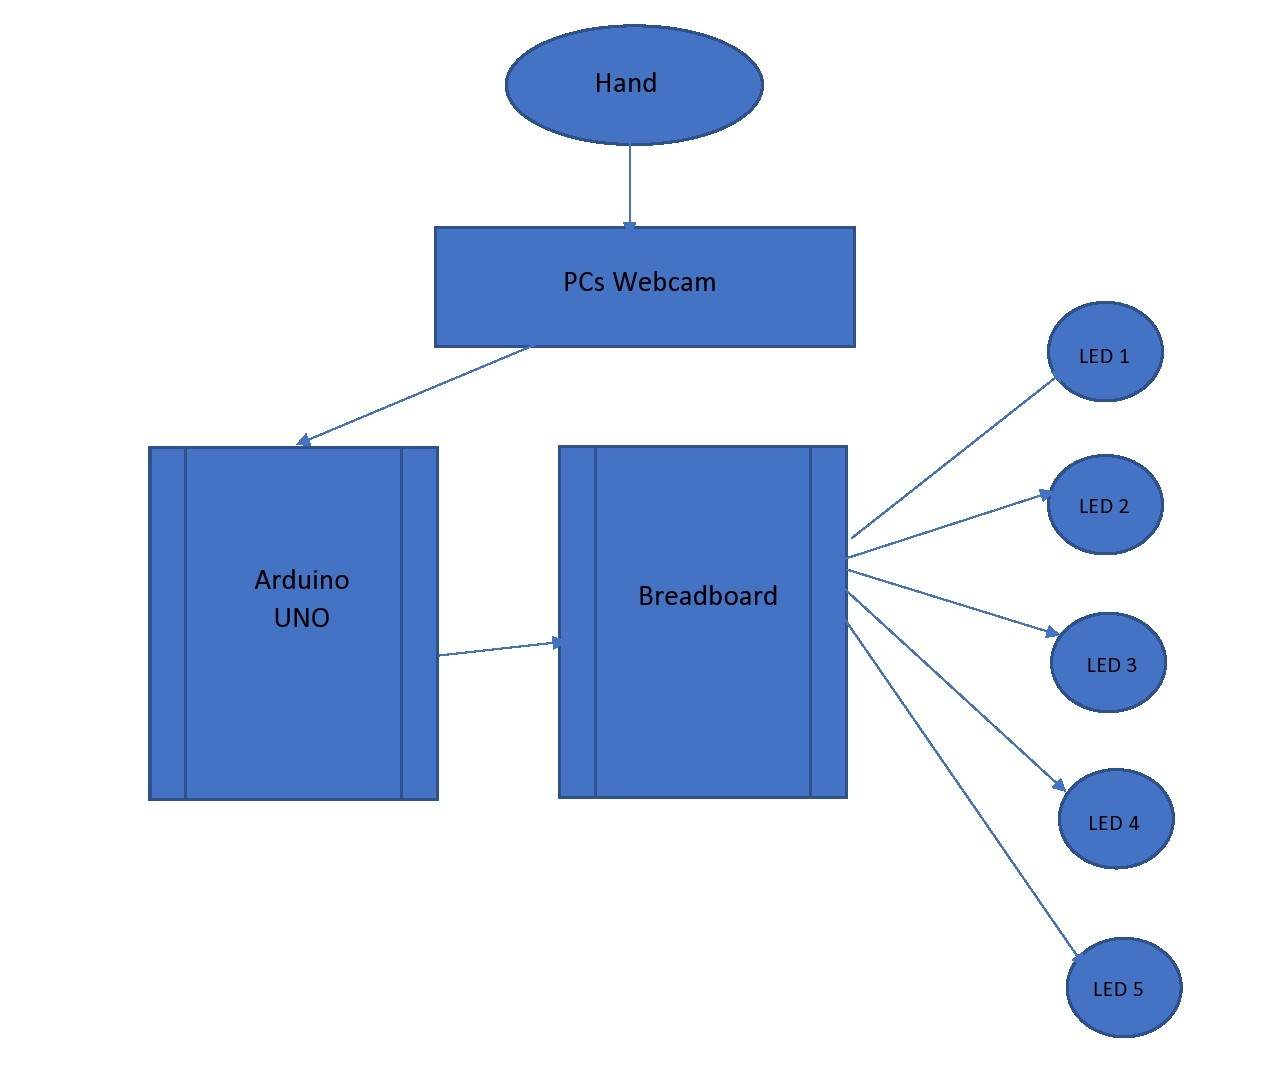 Hand
PCs Webcam
Arduino
UNO
Breadboard
LED 1
LED 2
LED 3
LED 4
LED 5